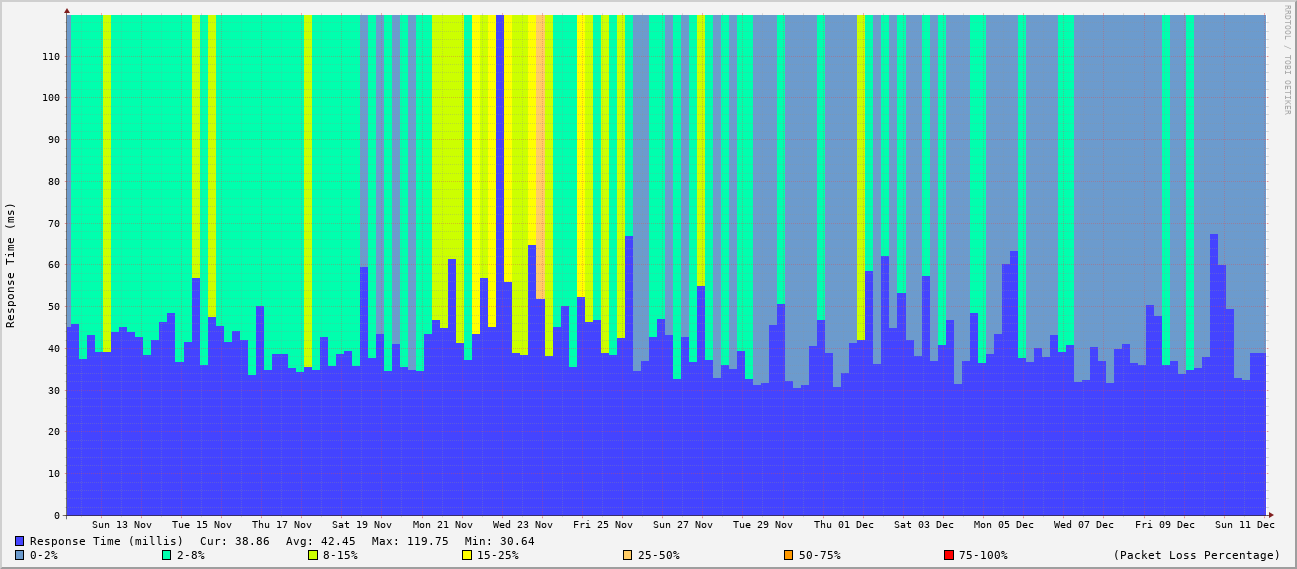 RRDTOOL / TOBI OETIKER
Response Time (ms)
110
100
90
80
70
60
50
40
30
20
10
0
Sun 13 Nov Tue 15 Nov Thu 17 Nov Sat 19 Nov Mon 21 Nov Wed 23 Nov Fri 25 Nov Sun 27 Nov Tue 29 Nov Thu 01 Dec Sat 03 Dec Mon 05 Dec Wed 07 Dec Fri 09 Dec Sun 11 Dec
Response Time (millis) Cur: 38.86 Avg: 42.45 Max: 119.75 Min: 30.64
0-2% 2-8% 8-15% 15-25% 25-50% 50-75% 75-100% (Packet Loss Percentage)